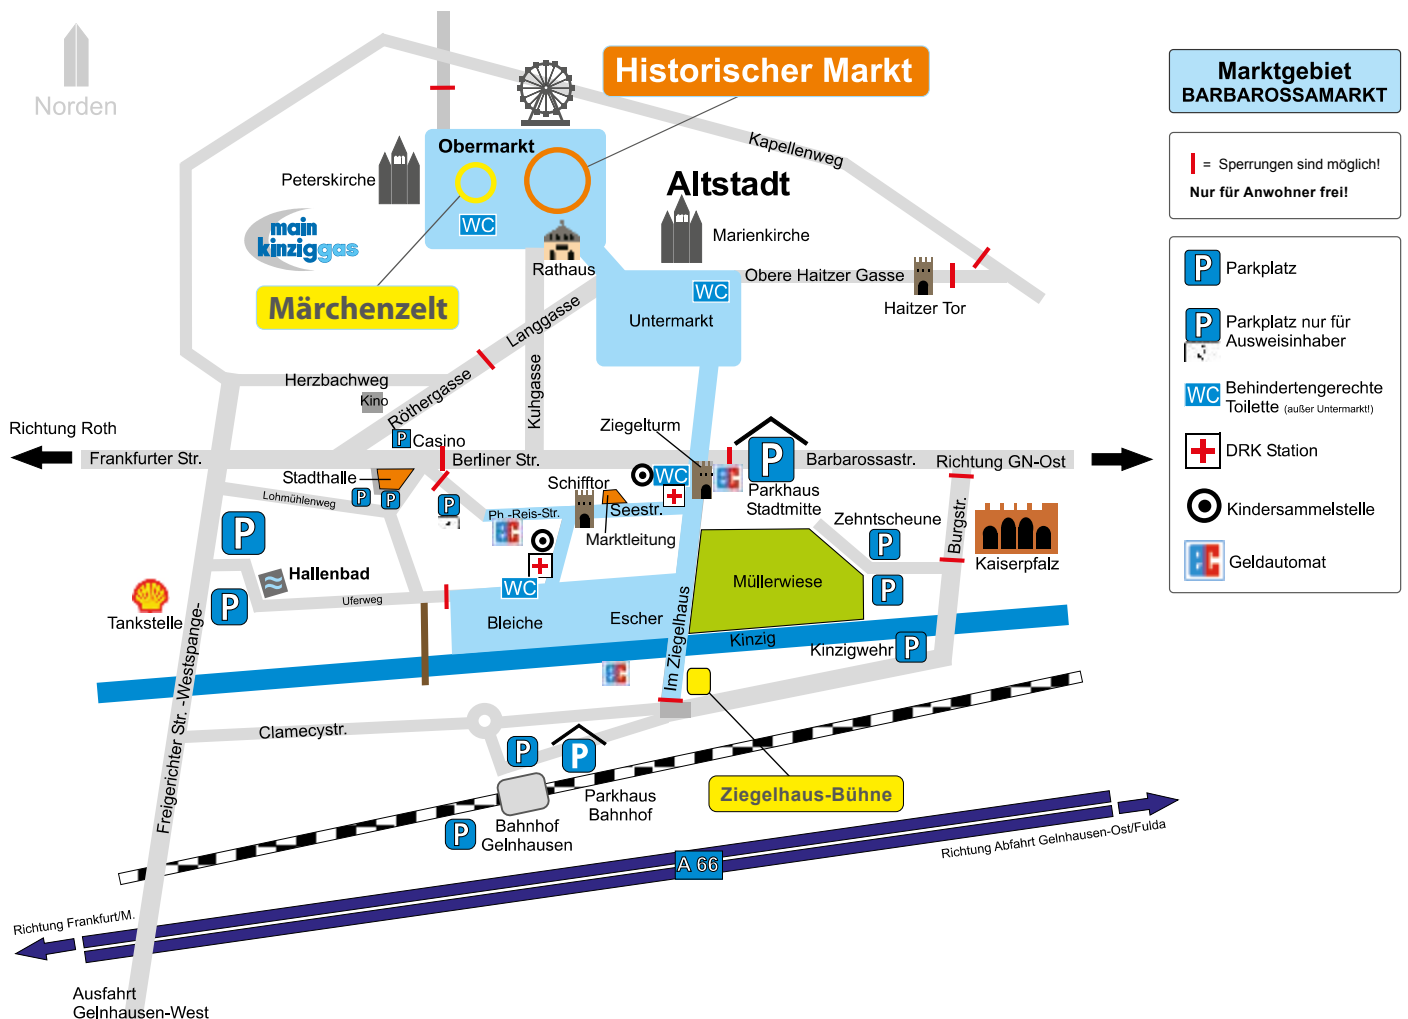 Norden
Historischer Markt
Marktgebiet
BARBAROSSAMARKT
Kapellenweg
Obermarkt
= Sperrungen sind möglich!
Nur für Anwohner frei!
Peterskirche
Altstadt
WC
main
kinziggas
Marienkirche
Rathaus
Obere Haitzer Gasse
Haitzer Tor
WC
Untermarkt
Märchenzelt
Langgasse
P
Parkplatz
P
Parkplatz nur für
Ausweisinhaber
WC
Behindertengerechte
Toilette (außer Untermarkt!)
DRK Station
Kindersammelstelle
EC
Geldautomat
Herzbachweg
Kino
Röthergasse
Kuhgasse
Richtung Roth
Frankfurter Str.
P
Casino
Berliner Str.
Ziegelturm
P
Barbarossastr.
Richtung GN-Ost
Stadthalle
Lohmühlenweg
P
P
P
Schifftor
WC
EC
Parkhaus
Stadtmitte
Ph.-Reis-Str.
Seestr.
Marktleitung
EC
Zehntscheune
P
Burgstr.
Kaiserpfalz
P
Hallenbad
P
Uferweg
Tankstelle
WC
Bleiche
Escher
Müllerwiese
P
Kinzig
Kinzigwehr
P
EC
Im Ziegelhaus
Freigerichter Str. -Westspange-
Clamecystr.
P
P
Parkhaus
Bahnhof
Ziegelhaus-Bühne
P
Bahnhof
Gelnhausen
A 66
Richtung Abfahrt Gelnhausen-Ost/Fulda
Richtung Frankfurt/M.
Ausfahrt
Gelnhausen-West